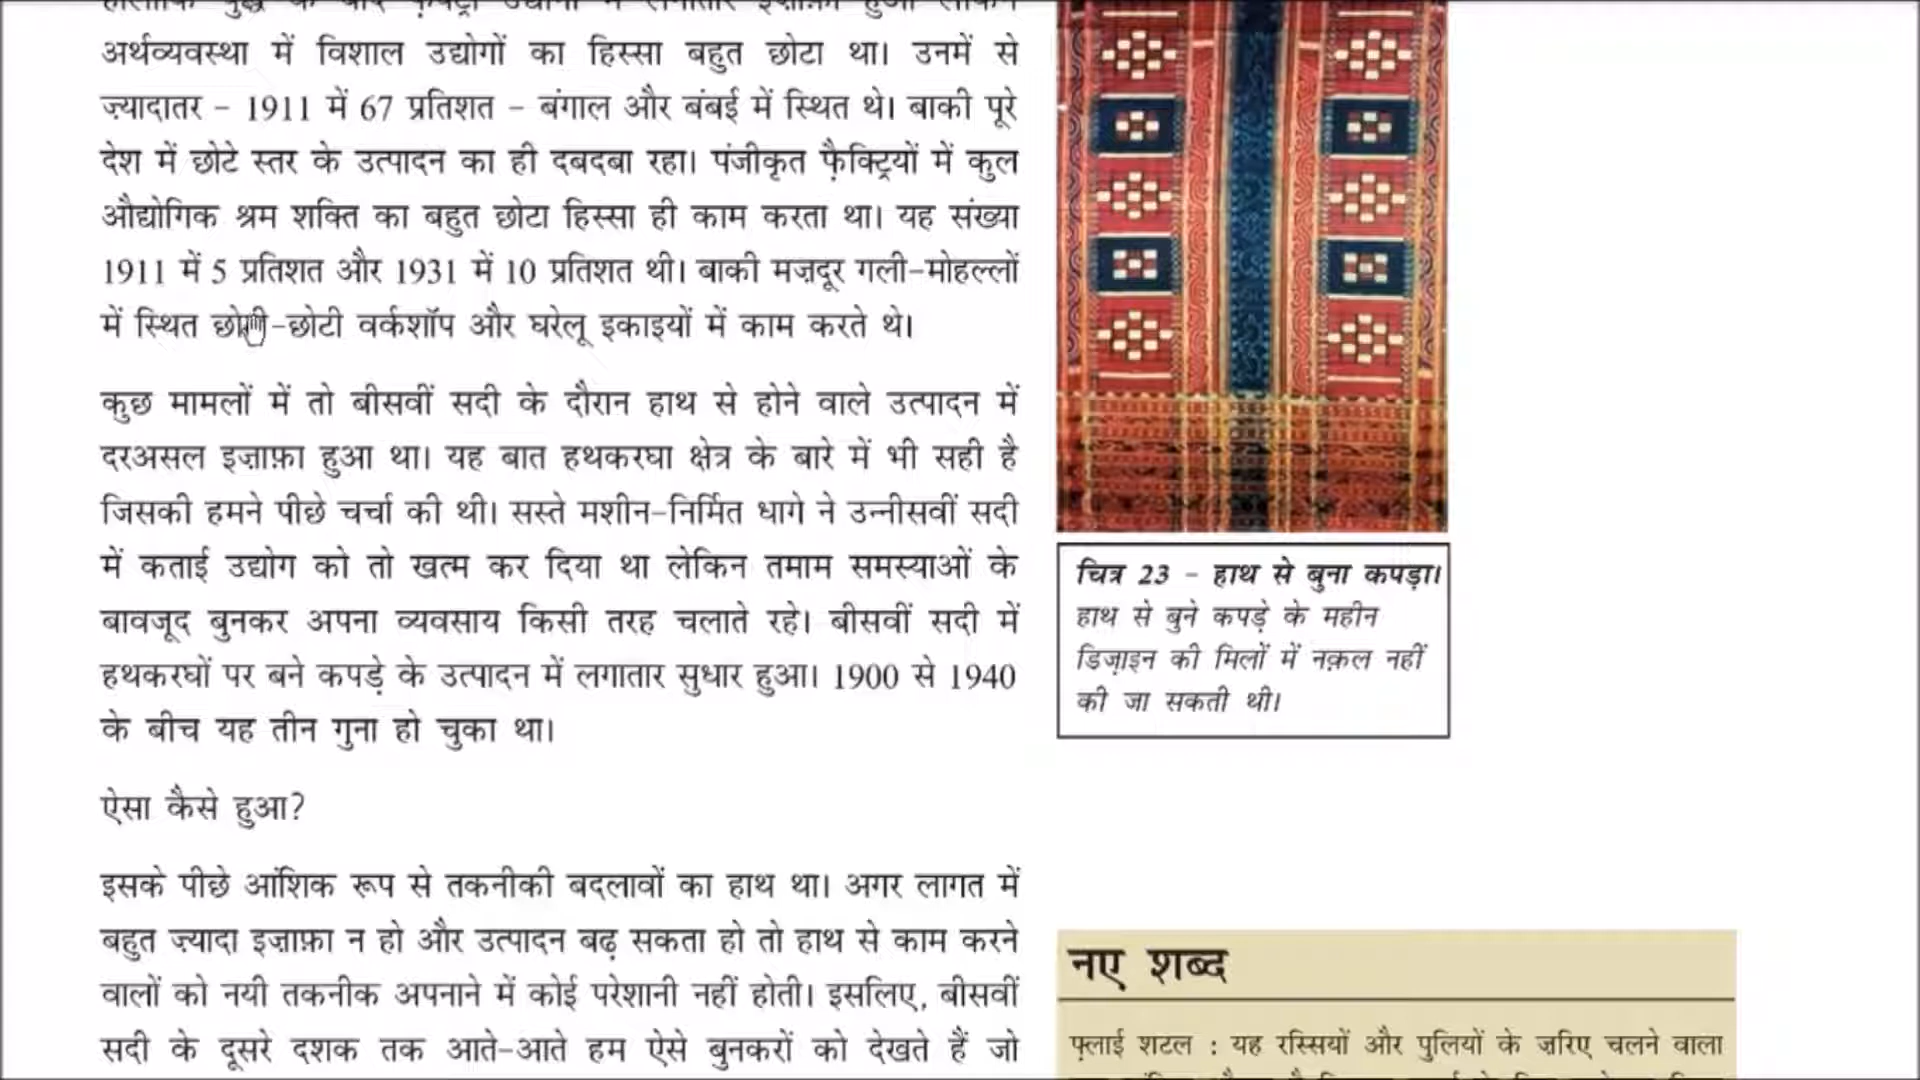 अर्थव्यवस्था में विशाल उद्योगों का हिस्सा बहुत छोटा था। उनमें से
ज़्यादातर – 1911 में 67 प्रतिशत – बंगाल और बंबई में स्थित थे। बाकी पूरे
देश में छोटे स्तर के उत्पादन का ही दबदबा रहा। पंजीकृत फ़ैक्ट्रियों में कुल
औद्योगिक श्रम शक्ति का बहुत छोटा हिस्सा ही काम करता था। यह संख्या
1911 में 5 प्रतिशत और 1931 में 10 प्रतिशत थी। बाकी मज़दूर गली-मोहल्लों
में स्थित छोटी-छोटी वर्कशॉप और घरेलू इकाइयों में काम करते थे।
कुछ मामलों में तो बीसवीं सदी के दौरान हाथ से होने वाले उत्पादन में
दरअसल इज़ाफ़ा हुआ था। यह बात हथकरघा क्षेत्र के बारे में भी सही है
जिसकी हमने पीछे चर्चा की थी। सस्ते मशीन-निर्मित धागे ने उन्नीसवीं सदी
में कताई उद्योग को तो खत्म कर दिया था लेकिन तमाम समस्याओं के
बावजूद बुनकर अपना व्यवसाय किसी तरह चलाते रहे। बीसवीं सदी में
हथकरघों पर बने कपड़े के उत्पादन में लगातार सुधार हुआ। 1900 से 1940
के बीच यह तीन गुना हो चुका था।
ऐसा कैसे हुआ?
इसके पीछे आंशिक रूप से तकनीकी बदलावों का हाथ था। अगर लागत में
बहुत ज़्यादा इज़ाफ़ा न हो और उत्पादन बढ़ सकता हो तो हाथ से काम करने
वालों को नयी तकनीक अपनाने में कोई परेशानी नहीं होती। इसलिए, बीसवीं
सदी के दूसरे दशक तक आते-आते हम ऐसे बुनकरों को देखते हैं जो
चित्र 23 – हाथ से बुना कपड़ा।
हाथ से बुने कपड़े के महीन
डिज़ाइन की मिलों में नक़ल नहीं
की जा सकती थी।
नए शब्द
फ़्लाई शटल : यह रस्सियों और पुलियों के ज़रिए चलने वाला